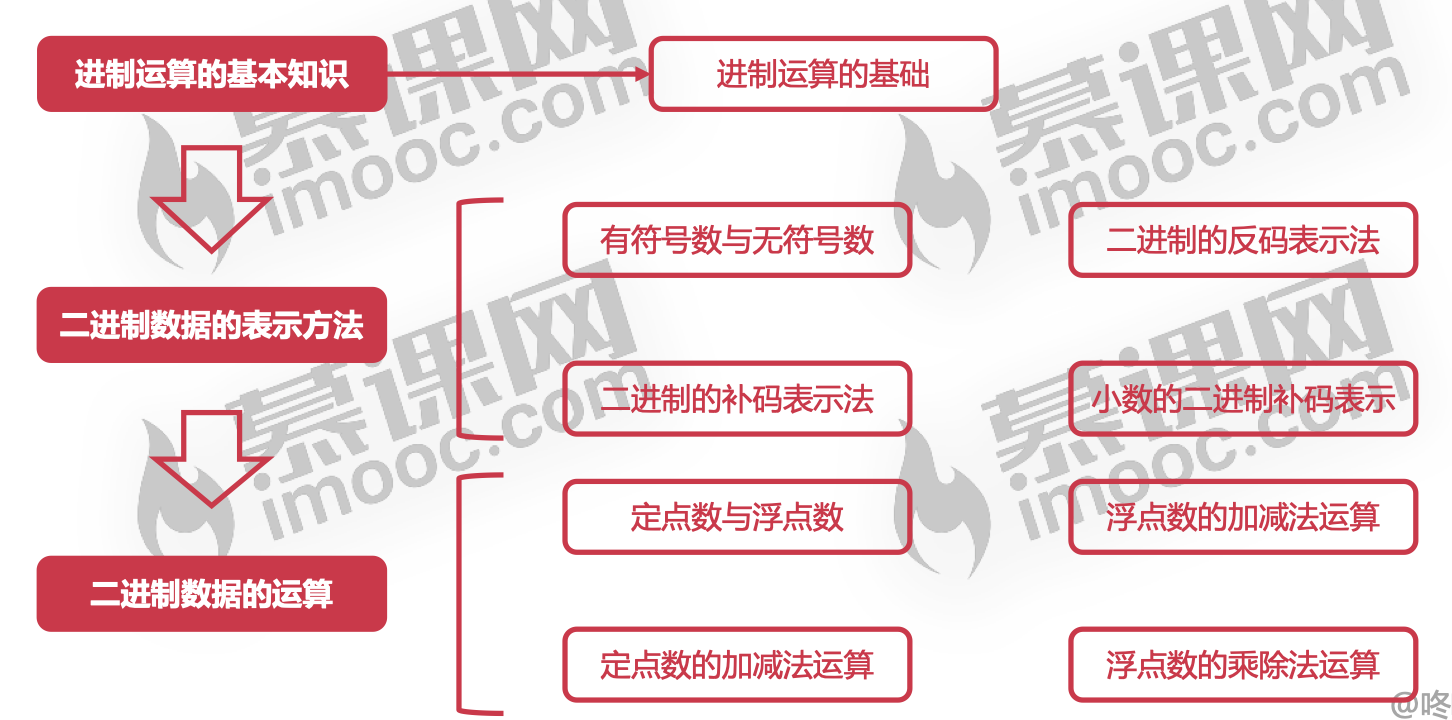 进制运算的基本知识
进制运算的基础
有符号数与无符号数
二进制的反码表示法
二进制数据的表示方法
二进制的补码表示法
小数的二进制补码表示
定点数与浮点数
浮点数的加减法运算
二进制数据的运算
定点数的加减法运算
浮点数的乘除法运算
慕课网
imooc.com
慕课网
imooc.com
慕课网
imooc.com
慕课网
imooc.com
@咚